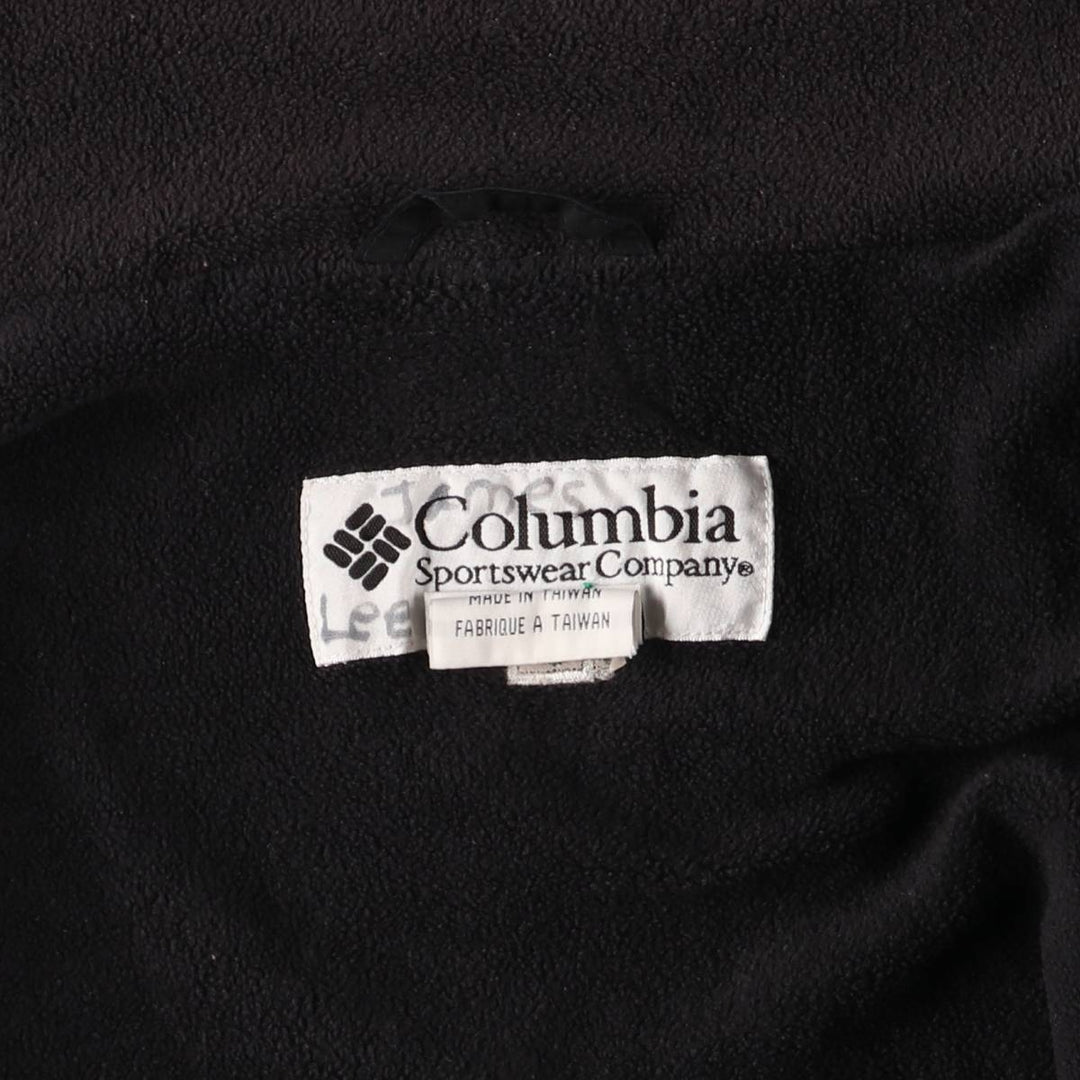 James
Columbia
Sportswear Company®
Lee
MADE IN TAIWAN
FABRIQUE A TAIWAN